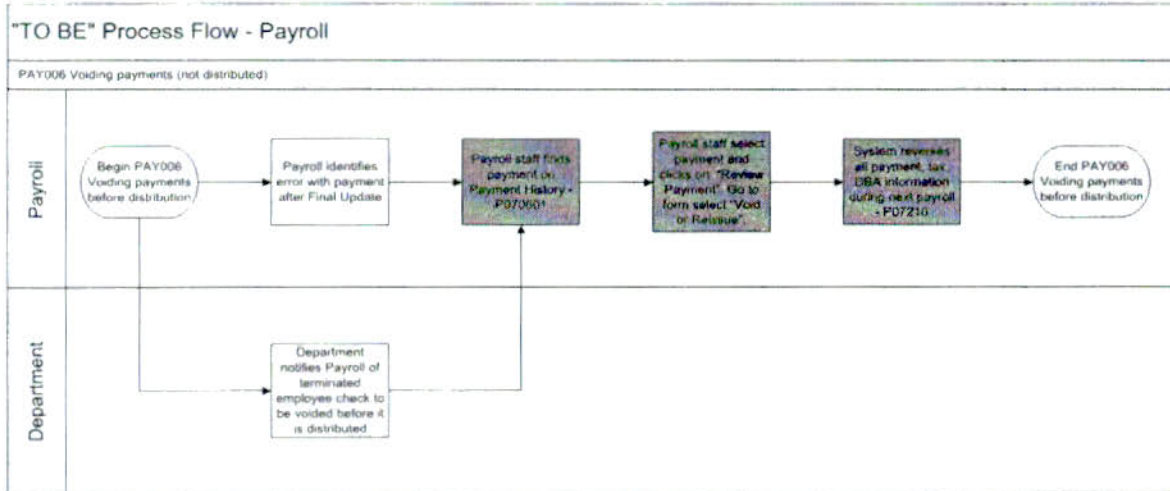 "TO BE" Process Flow - Payroll
PAY006 Voiding payments (not distributed)
Payroll
Begin PAY006
Voiding payments
before distribution
Payroll identifies
error with payment
after Final Update
Payroll staff finds
payment on
Payment History -
P070601
Payroll staff select
payment and
clicks on "Review
Payment". Go to
form select "Void
or Reissue".
System reverses
all payment, tax,
DBA information
during next payroll
- P07210
End PAY006
Voiding payments
before distribution
Department
Department
notifies Payroll of
terminated
employee check to
be voided before it
is distributed